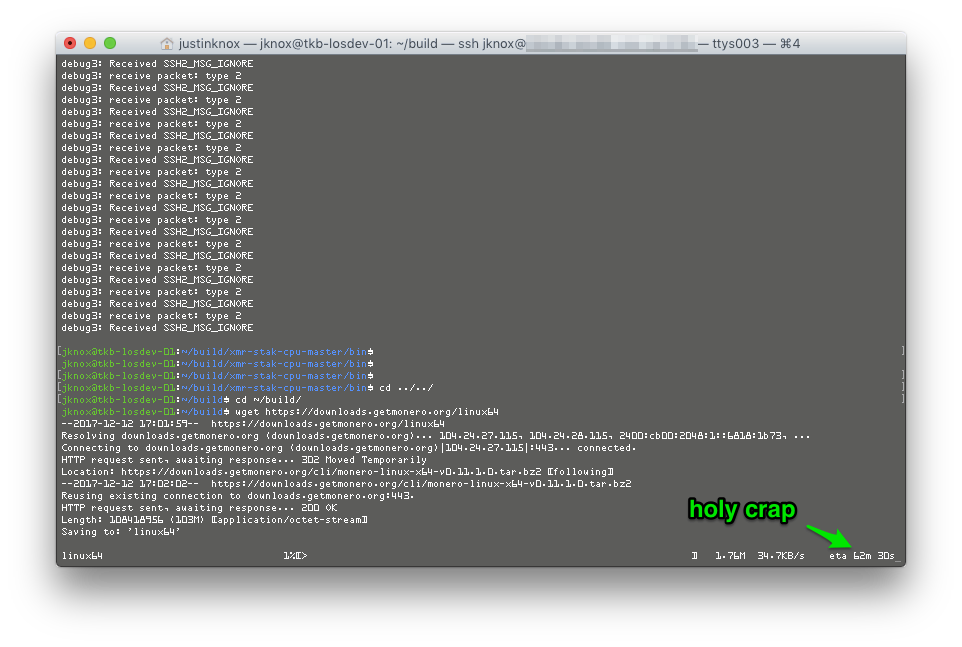 justinknox — jknox@tkb-losdev-01: ~/build — ssh jknox@ — ttys003 — ⌘4
debug3: Received SSH2_MSG_IGNORE
debug3: receive packet: type 2
debug3: Received SSH2_MSG_IGNORE
debug3: receive packet: type 2
debug3: Received SSH2_MSG_IGNORE
debug3: receive packet: type 2
debug3: Received SSH2_MSG_IGNORE
debug3: receive packet: type 2
debug3: Received SSH2_MSG_IGNORE
debug3: receive packet: type 2
debug3: Received SSH2_MSG_IGNORE
debug3: receive packet: type 2
debug3: Received SSH2_MSG_IGNORE
debug3: receive packet: type 2
debug3: Received SSH2_MSG_IGNORE
debug3: receive packet: type 2
debug3: Received SSH2_MSG_IGNORE
debug3: receive packet: type 2
debug3: Received SSH2_MSG_IGNORE
debug3: receive packet: type 2
debug3: Received SSH2_MSG_IGNORE
debug3: receive packet: type 2
debug3: Received SSH2_MSG_IGNORE
[jknox@tkb-losdev-01:~/build/xmr-stak-cpu-master/bin$ ]
jknox@tkb-losdev-01:~/build/xmr-stak-cpu-master/bin$
[jknox@tkb-losdev-01:~/build/xmr-stak-cpu-master/bin$ ]
[jknox@tkb-losdev-01:~/build/xmr-stak-cpu-master/bin$ cd ../../ ]
[jknox@tkb-losdev-01:~/build$ cd ~/build/ ]
jknox@tkb-losdev-01:~/build$ wget https://downloads.getmonero.org/linux64
--2017-12-12 17:01:59--  https://downloads.getmonero.org/linux64
Resolving downloads.getmonero.org (downloads.getmonero.org)... 104.24.27.115, 104.24.28.115, 2400:cb00:2048:1::6818:1b73, ...
Connecting to downloads.getmonero.org (downloads.getmonero.org)|104.24.27.115|:443... connected.
HTTP request sent, awaiting response... 302 Moved Temporarily
Location: https://downloads.getmonero.org/cli/monero-linux-x64-v0.11.1.0.tar.bz2 [following]
--2017-12-12 17:02:02--  https://downloads.getmonero.org/cli/monero-linux-x64-v0.11.1.0.tar.bz2
Reusing existing connection to downloads.getmonero.org:443.
HTTP request sent, awaiting response... 200 OK
Length: 108418956 (103M) [application/octet-stream]
Saving to: 'linux64'
holy crap
linux64 1%[> ] 1.76M 34.7KB/s eta 62m 30s_